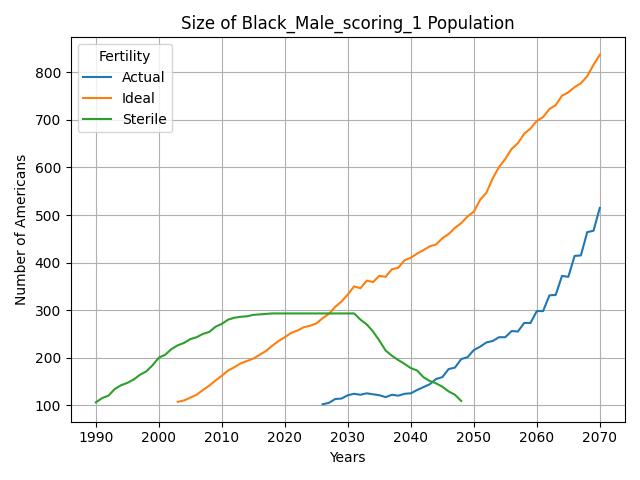 Size of Black_Male_scoring_1 Population
Fertility
Actual
Ideal
Sterile
Number of Americans
800
700
600
500
400
300
200
100
1990 2000 2010 2020 2030 2040 2050 2060 2070
Years